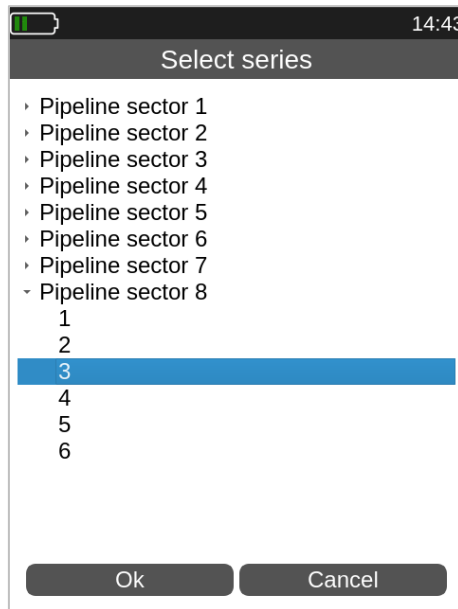 14:43
Select series
Pipeline sector 1
Pipeline sector 2
Pipeline sector 3
Pipeline sector 4
Pipeline sector 5
Pipeline sector 6
Pipeline sector 7
Pipeline sector 8
1
2
3
4
5
6
Ok Cancel